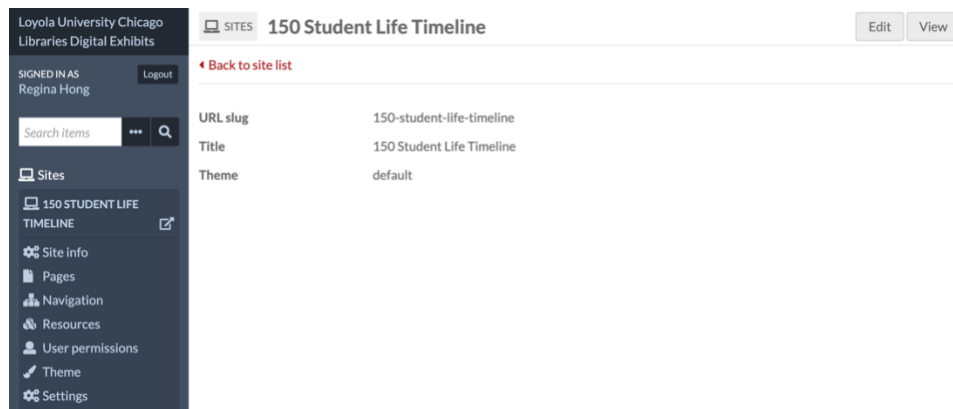 Loyola University Chicago
Libraries Digital Exhibits
SIGNED IN AS
Logout
Regina Hong
Search items
Sites
150 STUDENT LIFE
TIMELINE
Site info
Pages
Navigation
Resources
User permissions
Theme
Settings
SITES 150 Student Life Timeline
Edit View
Back to site list
URL slug 150-student-life-timeline
Title 150 Student Life Timeline
Theme default